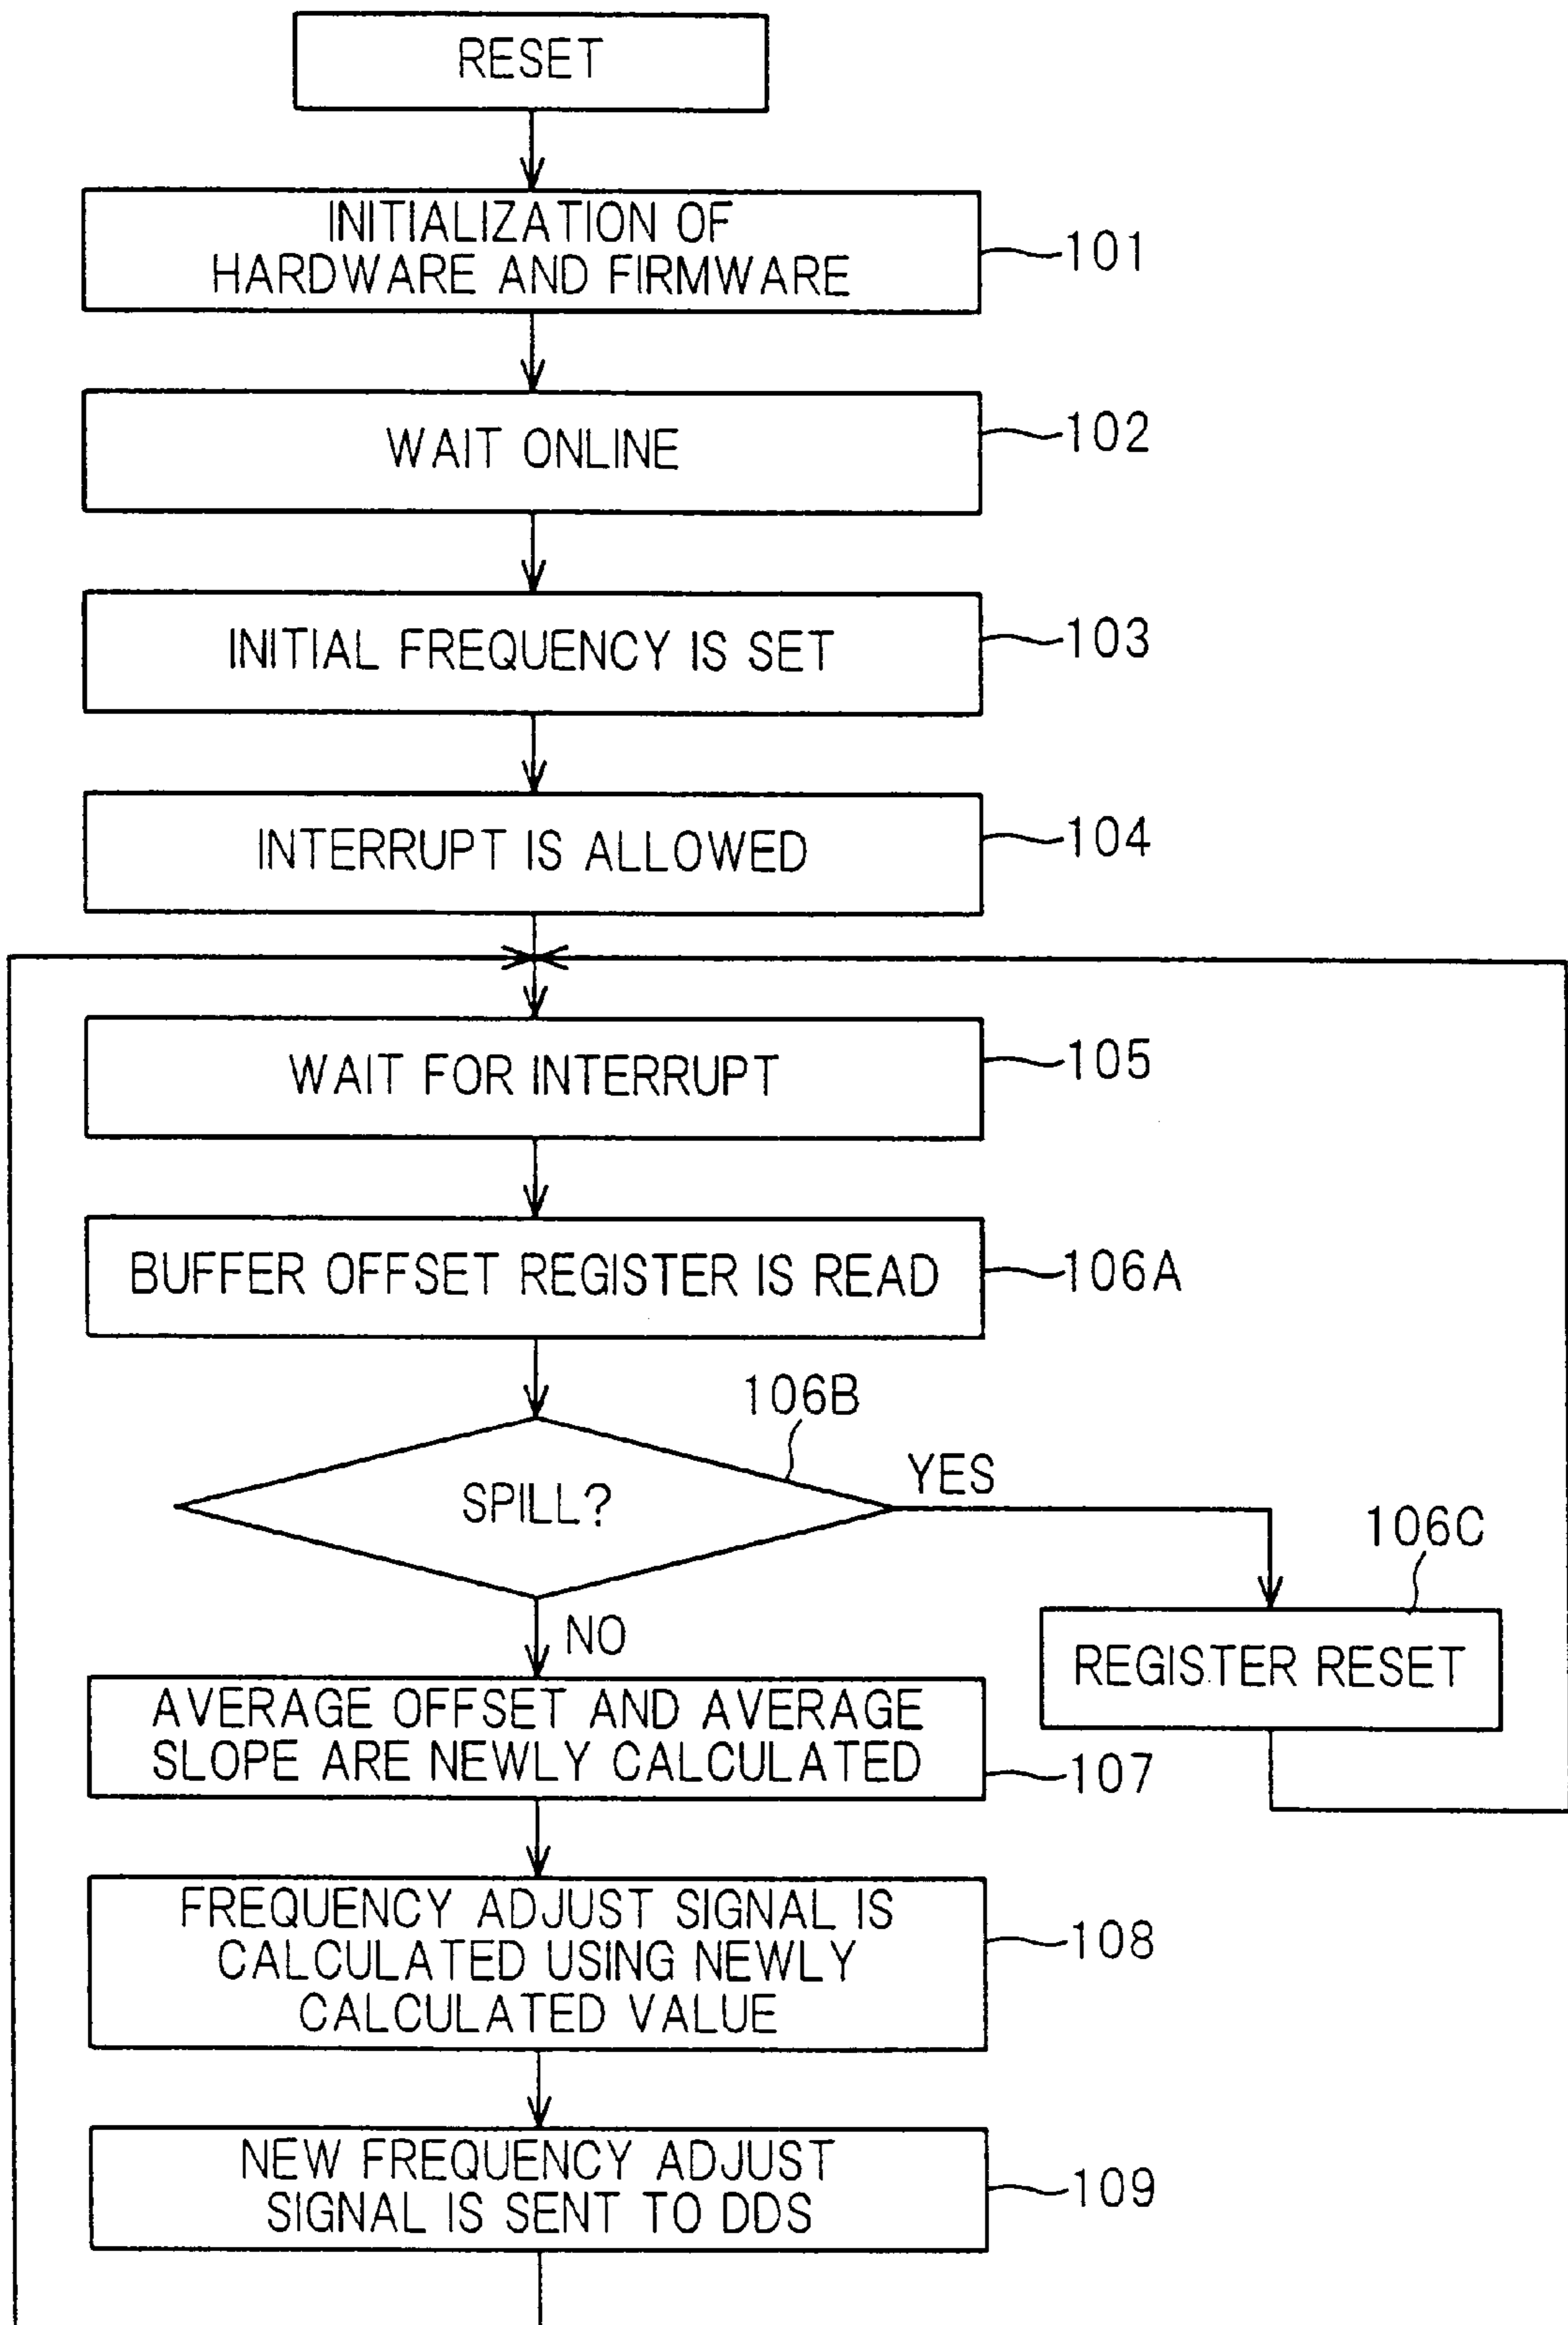 RESET
INITIALIZATION OF
HARDWARE AND FIRMWARE
101
WAIT ONLINE
102
INITIAL FREQUENCY IS SET
103
INTERRUPT IS ALLOWED
104
WAIT FOR INTERRUPT
105
BUFFER OFFSET REGISTER IS READ
106A
106B
SPILL?
YES
106C
NO
REGISTER RESET
AVERAGE OFFSET AND AVERAGE
SLOPE ARE NEWLY CALCULATED
107
FREQUENCY ADJUST SIGNAL IS
CALCULATED USING NEWLY
CALCULATED VALUE
108
NEW FREQUENCY ADJUST
SIGNAL IS SENT TO DDS
109